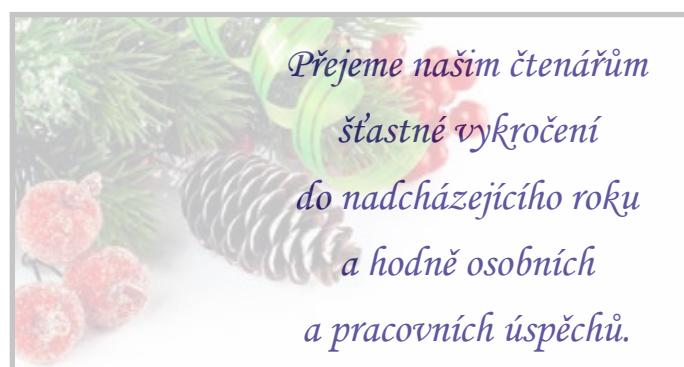 Přejeme našim čtenářům
šťastné vykročení
do nadcházejícího roku
a hodně osobních
a pracovních úspěchů.